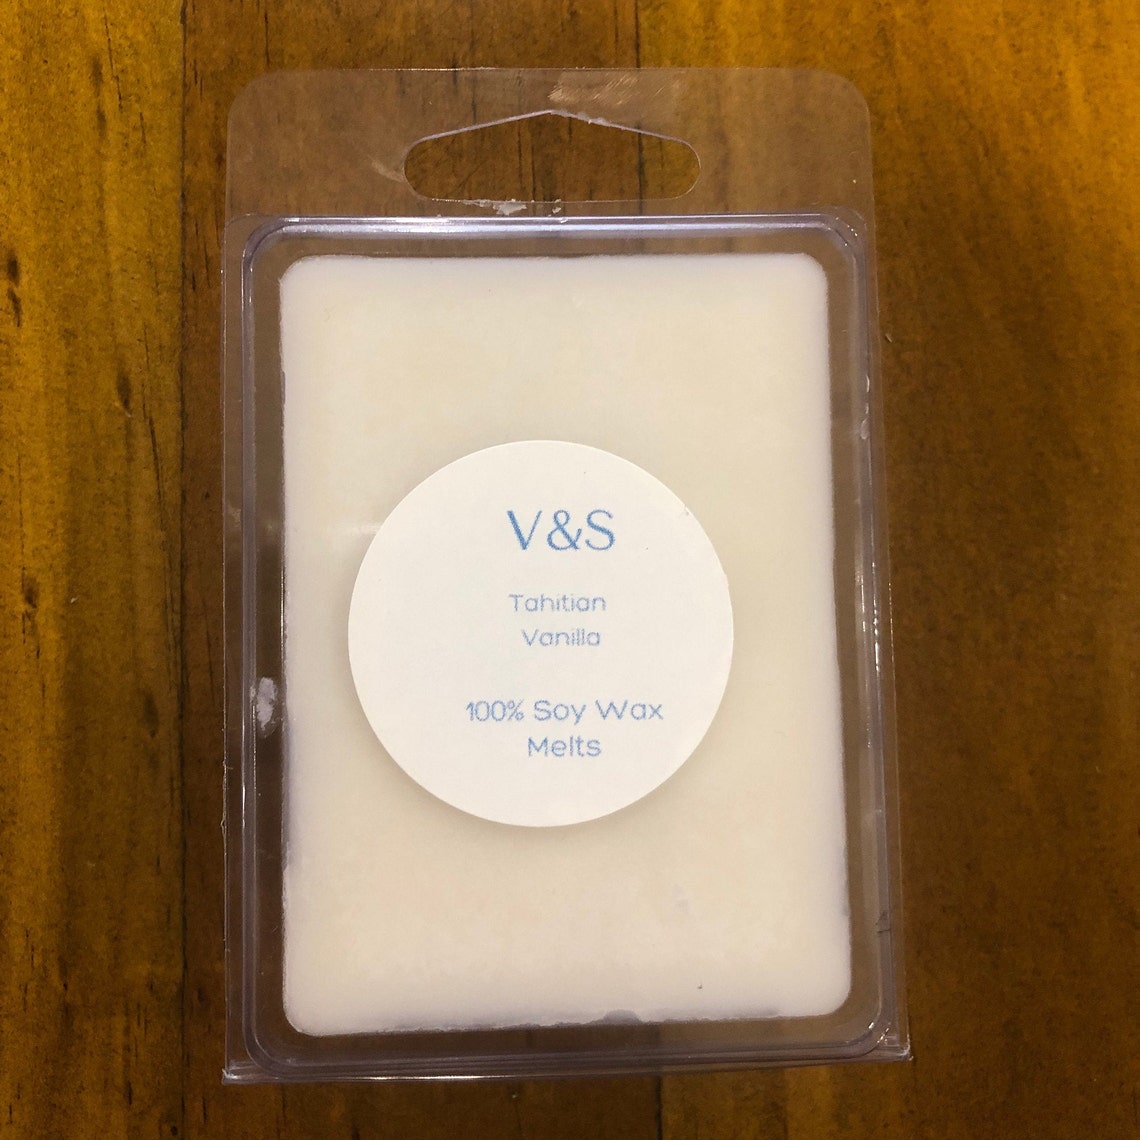 V&S
Tahitian
Vanilla
100% Soy Wax
Melts